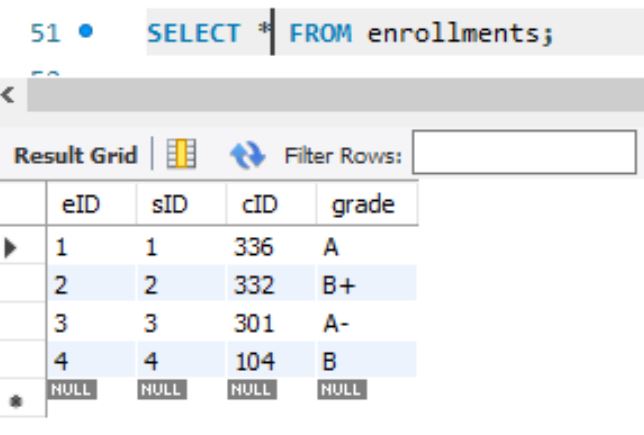 51 SELECT * FROM enrollments;
Result Grid Filter Rows:
eID sID cID grade
1 1 336 A
2 2 332 B+
3 3 301 A-
4 4 104 B
NULL NULL NULL NULL